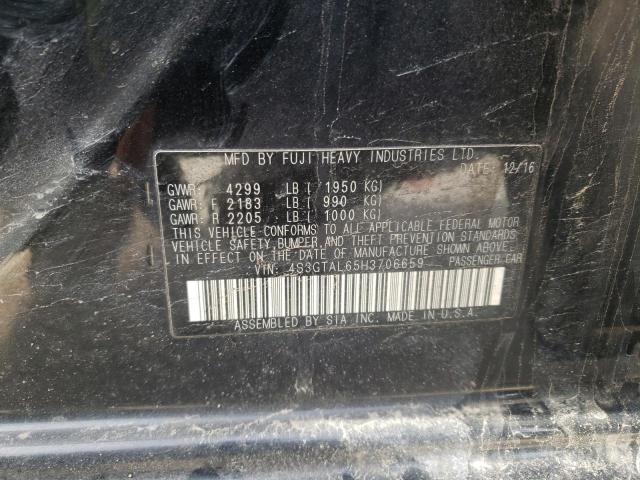 MFD BY FUJI HEAVY INDUSTRIES LTD.
DATE: 12/16
GVWR: 4299 LB ( 1950 KG)
GAWR: F 2183 LB ( 990 KG)
GAWR: R 2205 LB ( 1000 KG)
THIS VEHICLE CONFORMS TO ALL APPLICABLE FEDERAL MOTOR
VEHICLE SAFETY, BUMPER, AND THEFT PREVENTION STANDARDS
IN EFFECT ON THE DATE OF MANUFACTURE SHOWN ABOVE.
VIN: 4S3GTAL65H3706659 PASSENGER CAR
ASSEMBLED BY SIA INC. MADE IN U.S.A.